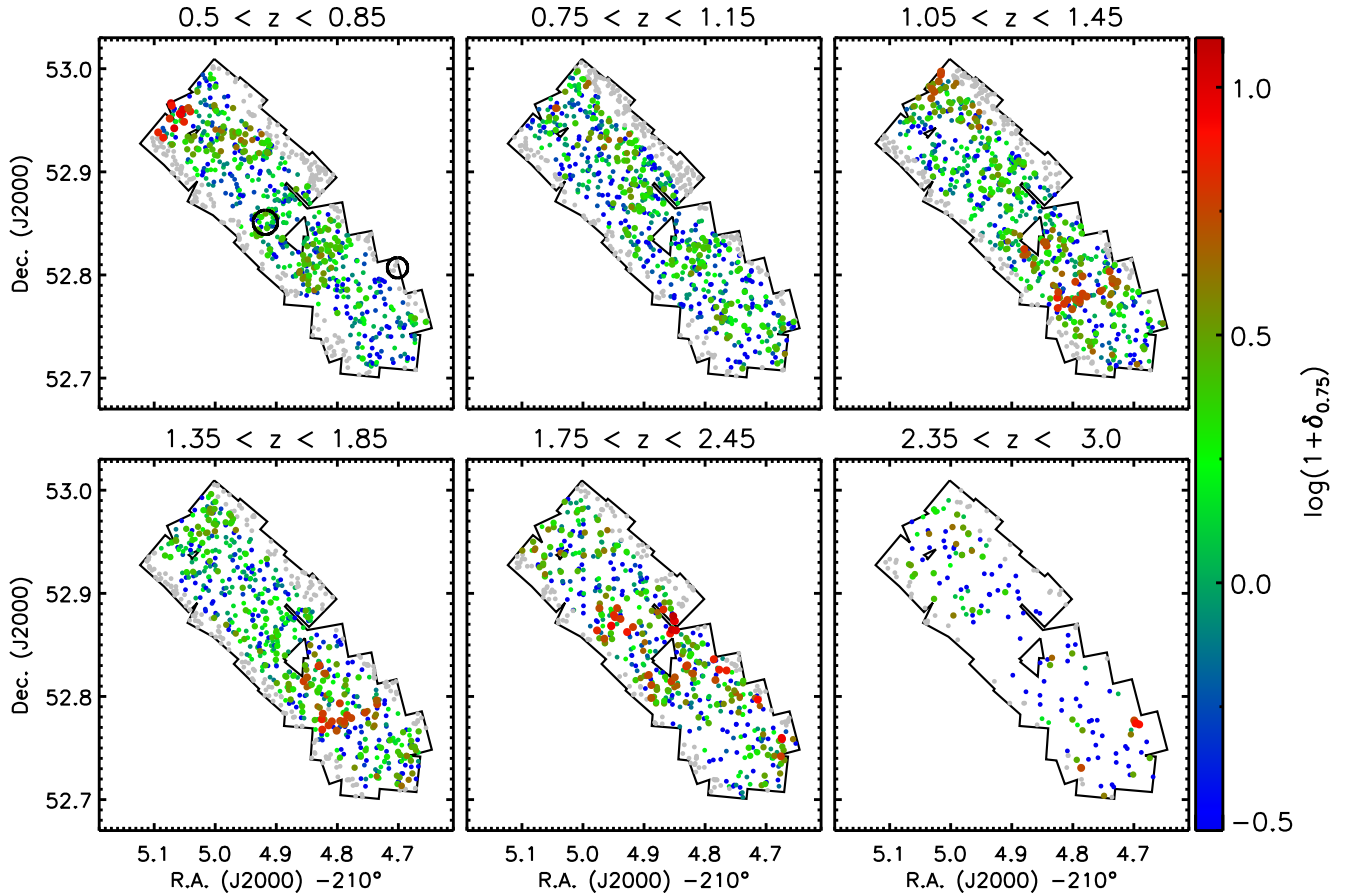 0.5 < z < 0.85
0.75 < z < 1.15
1.05 < z < 1.45
53.0
52.9
52.8
52.7
Dec. (J2000)
1.35 < z < 1.85
1.75 < z < 2.45
2.35 < z < 3.0
53.0
52.9
52.8
52.7
Dec. (J2000)
5.1 5.0 4.9 4.8 4.7
5.1 5.0 4.9 4.8 4.7
5.1 5.0 4.9 4.8 4.7
R.A. (J2000) −210°
R.A. (J2000) −210°
R.A. (J2000) −210°
1.0
0.5
0.0
−0.5
log(1+δ₀.₇₅)